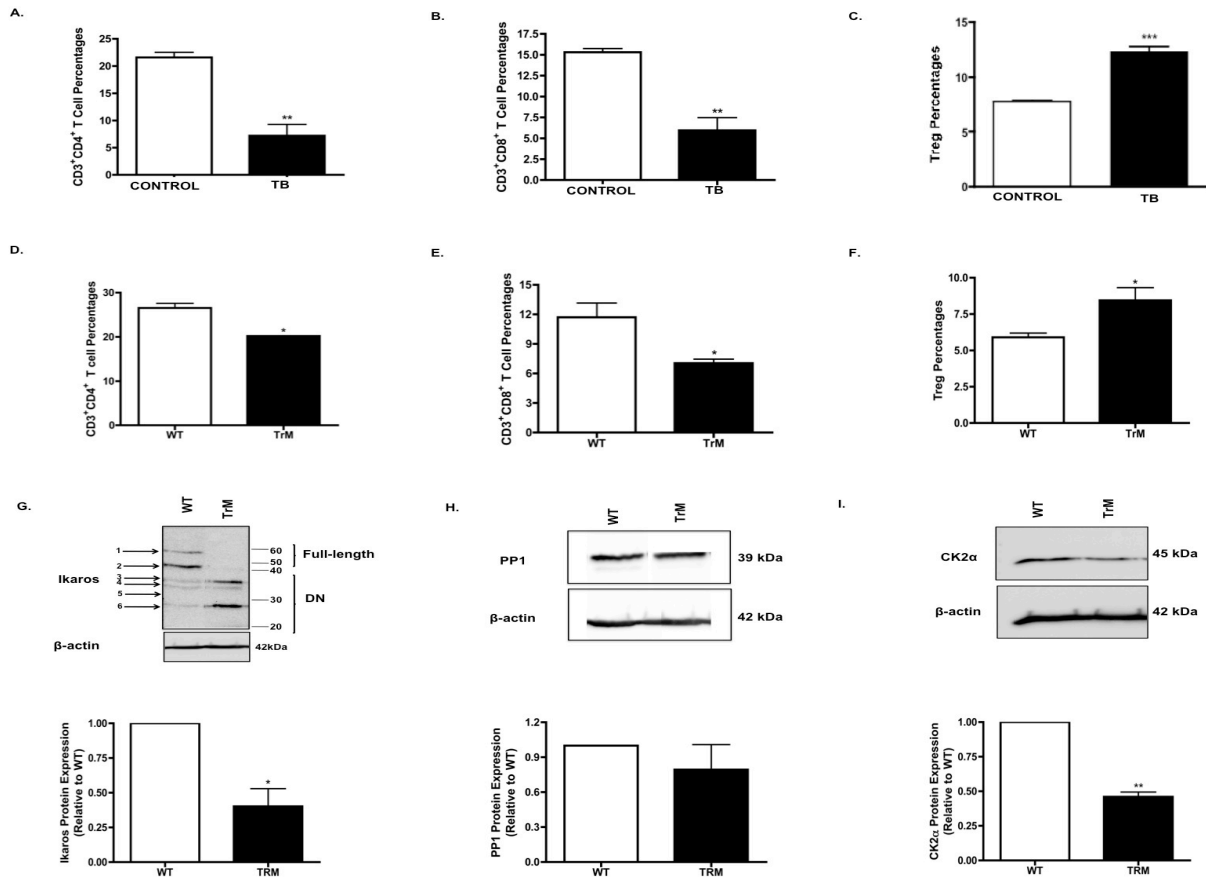 A.
CD3+CD4+ T Cell Percentages
25
20
15
10
5
0
**
CONTROL
TB
B.
CD3+CD8+ T Cell Percentages
17.5
15.0
12.5
10.0
7.5
5.0
2.5
0.0
**
CONTROL
TB
C.
Treg Percentages
15
10
5
0
***
CONTROL
TB
D.
CD3+CD4+ T cell Percentages
30
20
10
0
*
WT
TrM
E.
CD3+CD8+ T Cell Percentages
15
12
9
6
3
0
*
WT
TrM
F.
Treg Percentages
10.0
7.5
5.0
2.5
0.0
*
WT
TrM
G.
WT
TrM
Ikaros
1
2
3
4
5
6
60
50
40
30
20
Full-length
DN
β-actin
42kDa
Ikaros Protein Expression
(Relative to WT)
1.00
0.75
0.50
0.25
0.00
*
WT
TRM
H.
WT
TrM
PP1
39 kDa
β-actin
42 kDa
PP1 Protein Expression
(Relative to WT)
1.2
0.9
0.6
0.3
0.0
WT
TRM
I.
WT
TrM
CK2α
45 kDa
β-actin
42 kDa
CK2α Protein Expression
(Relative to WT)
1.00
0.75
0.50
0.25
0.00
**
WT
TRM